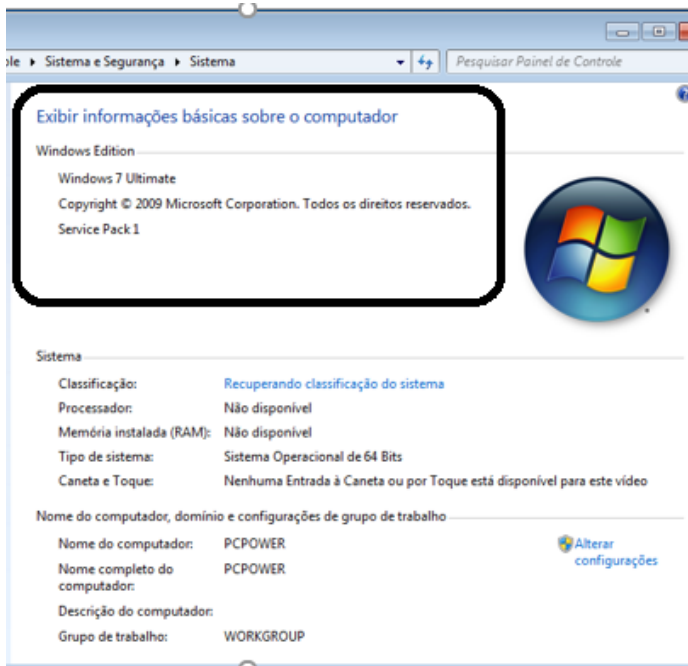 Sistema e Segurança Sistema Pesquisar Painel de Controle
Exibir informações básicas sobre o computador
Windows Edition
Windows 7 Ultimate
Copyright © 2009 Microsoft Corporation. Todos os direitos reservados.
Service Pack 1
Sistema
Classificação: Recuperando classificação do sistema
Processador: Não disponível
Memória instalada (RAM): Não disponível
Tipo de sistema: Sistema Operacional de 64 Bits
Caneta e Toque: Nenhuma Entrada à Caneta ou por Toque está disponível para este vídeo
Nome do computador, domínio e configurações de grupo de trabalho
Nome do computador: PCPOWER Alterar
configurações
Nome completo do PCPOWER
computador:
Descrição do computador:
Grupo de trabalho: WORKGROUP